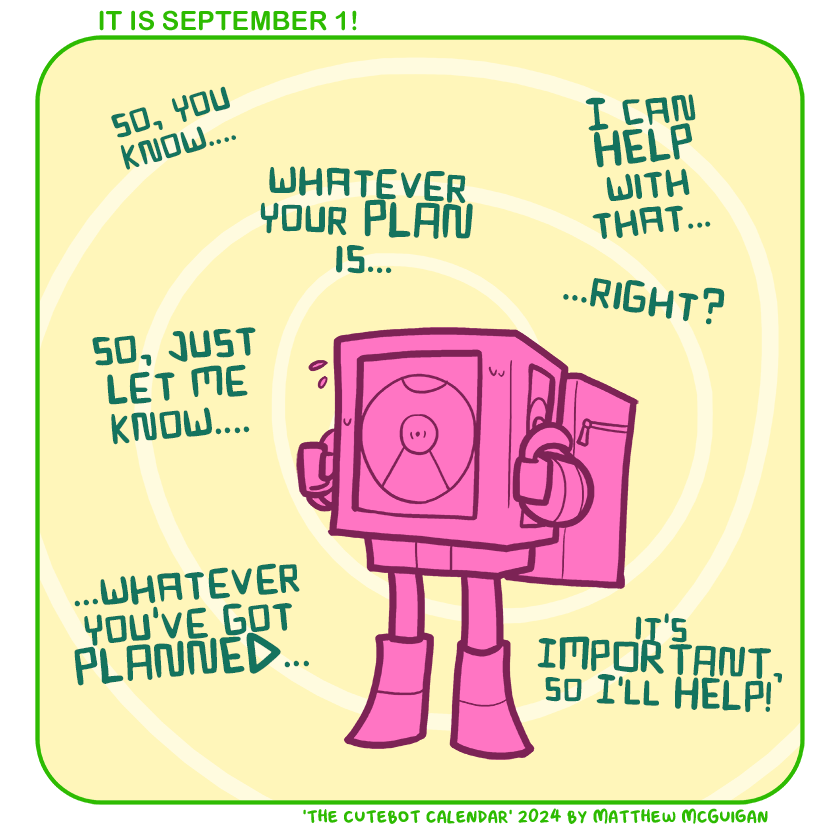 IT IS SEPTEMBER 1!
SO, YOU
KNOW....
WHATEVER
YOUR PLAN
IS...
I CAN
HELP
WITH
THAT...
...RIGHT?
SO, JUST
LET ME
KNOW....
...WHATEVER
YOU'VE GOT
PLANNED...
IT'S
IMPORTANT,
SO I'LL HELP!
'THE CUTEBOT CALENDAR' 2024 BY MATTHEW MCGUIGAN